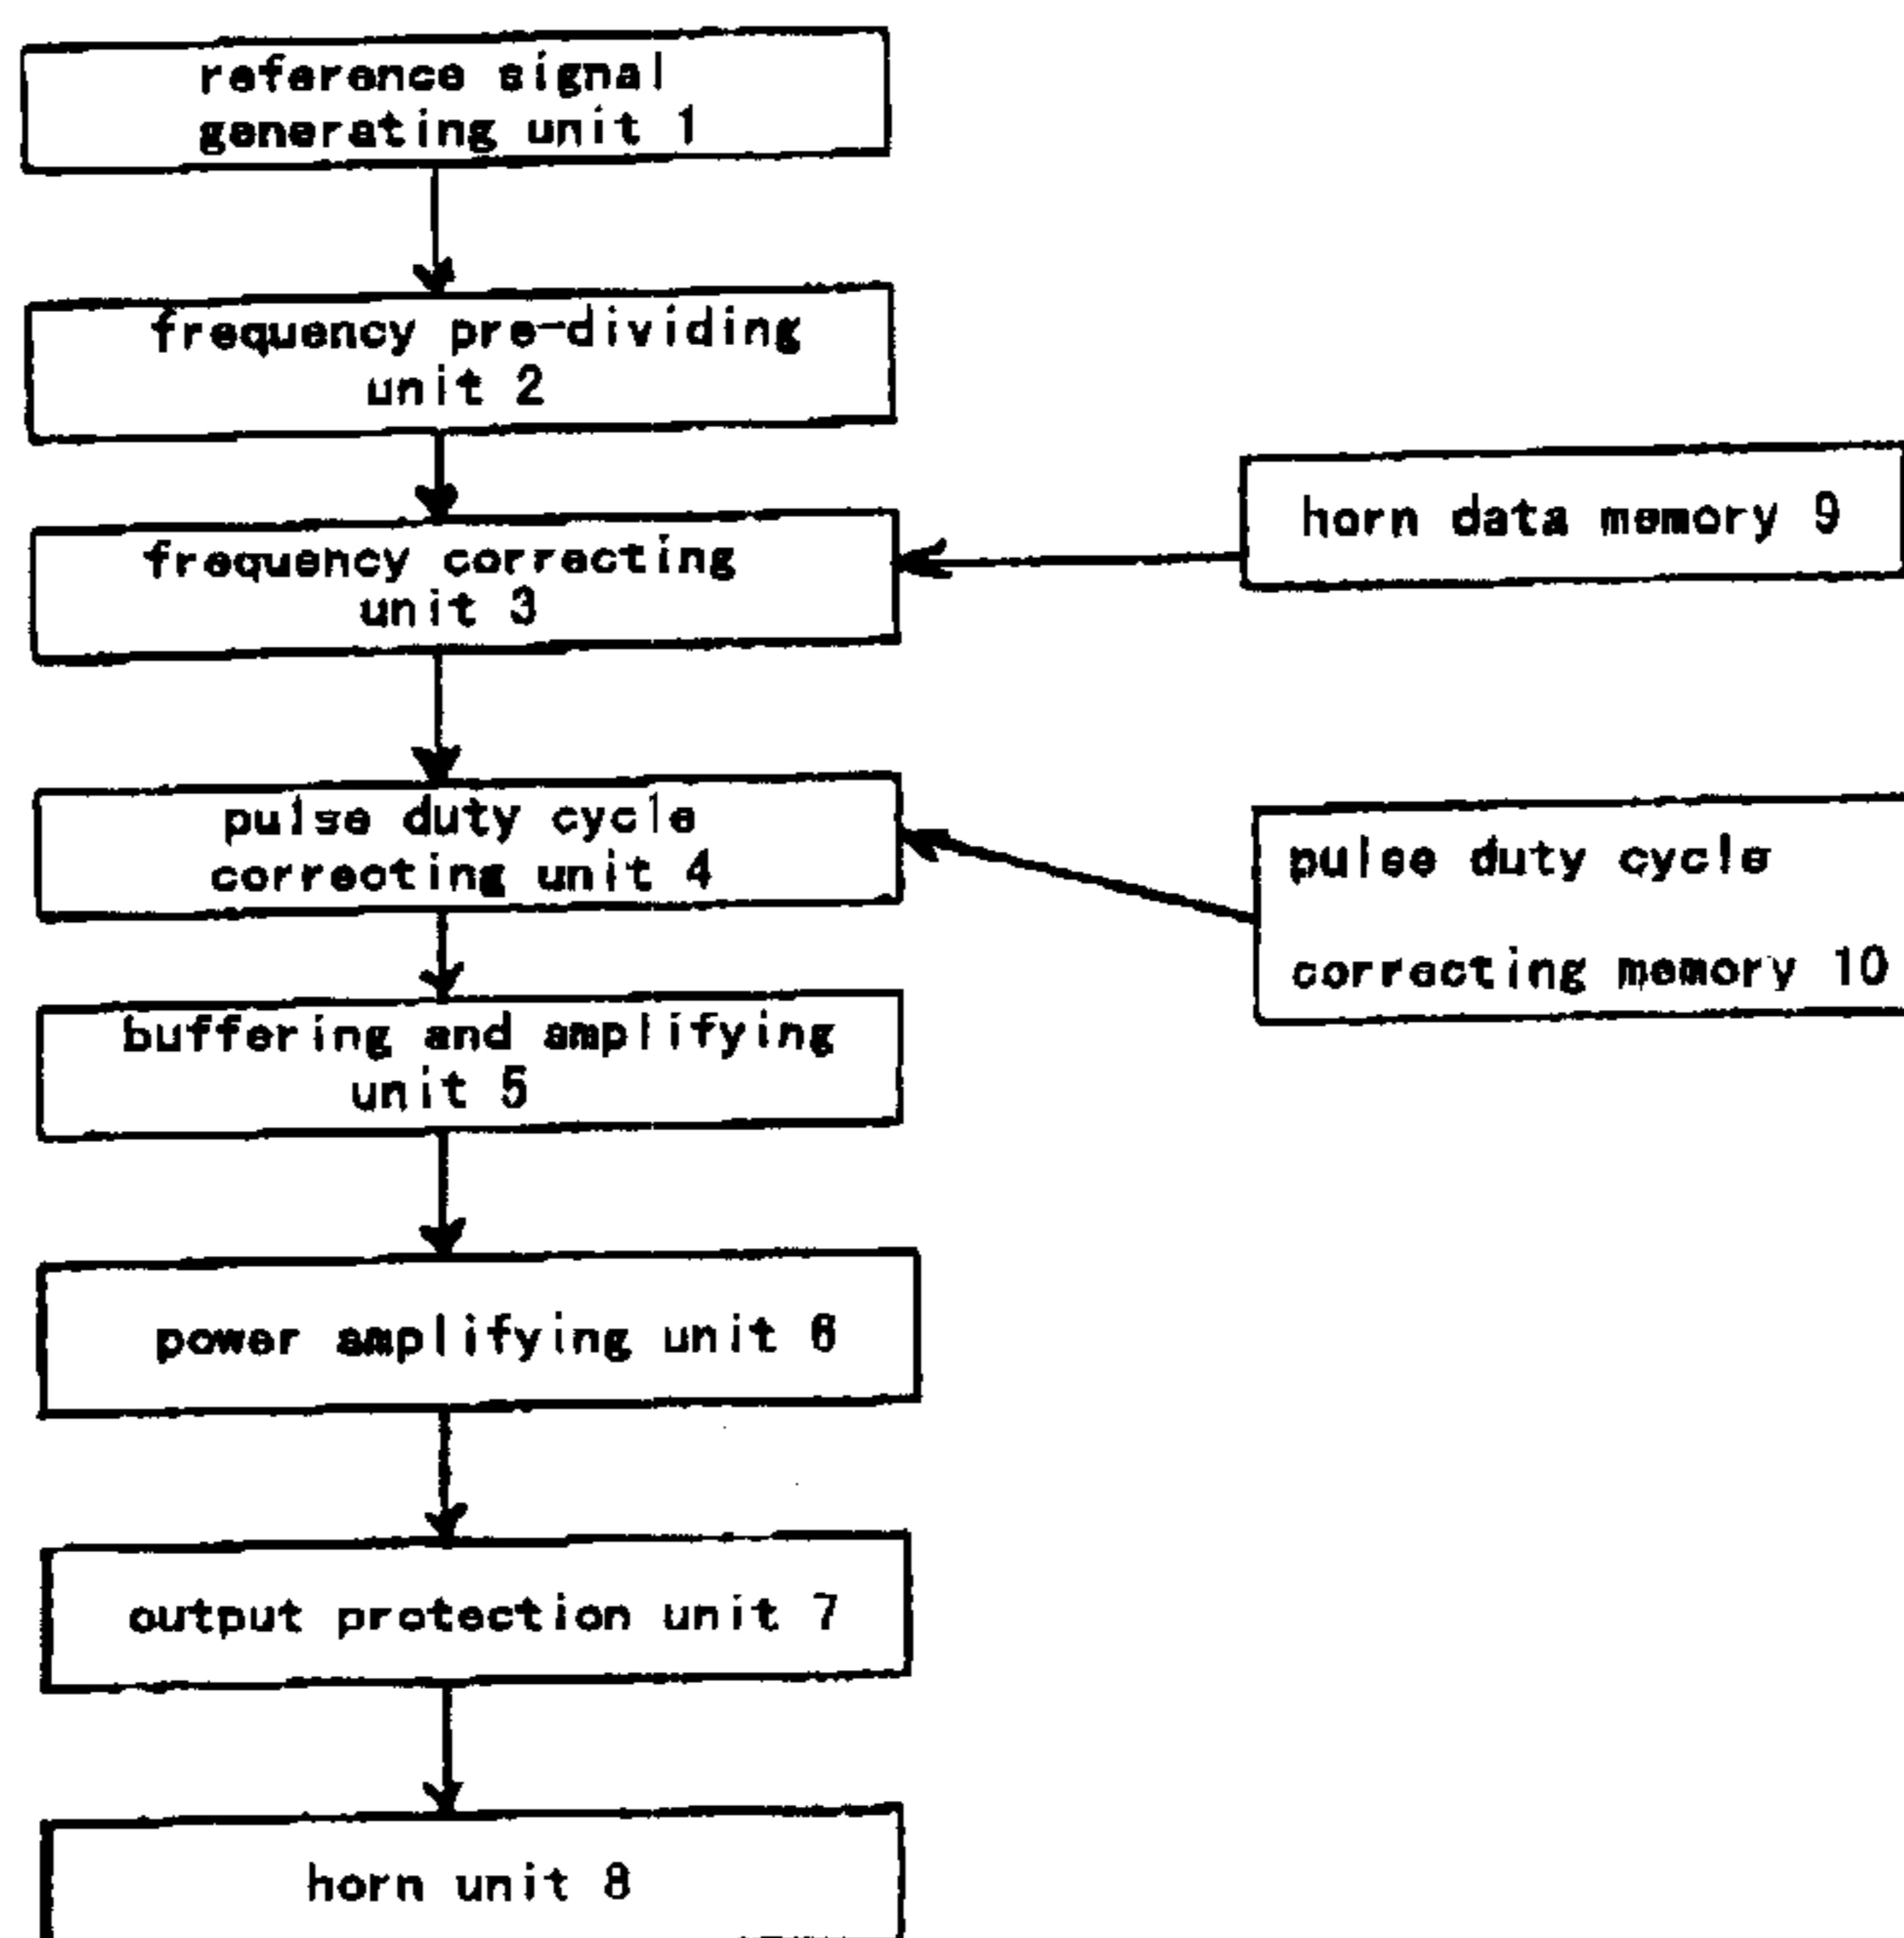 reference signal
generating unit 1
frequency pre-dividing
unit 2
frequency correcting
unit 3
horn data memory 9
pulse duty cycle
correcting unit 4
pulse duty cycle
correcting memory 10
buffering and amplifying
unit 5
power amplifying unit 6
output protection unit 7
horn unit 8